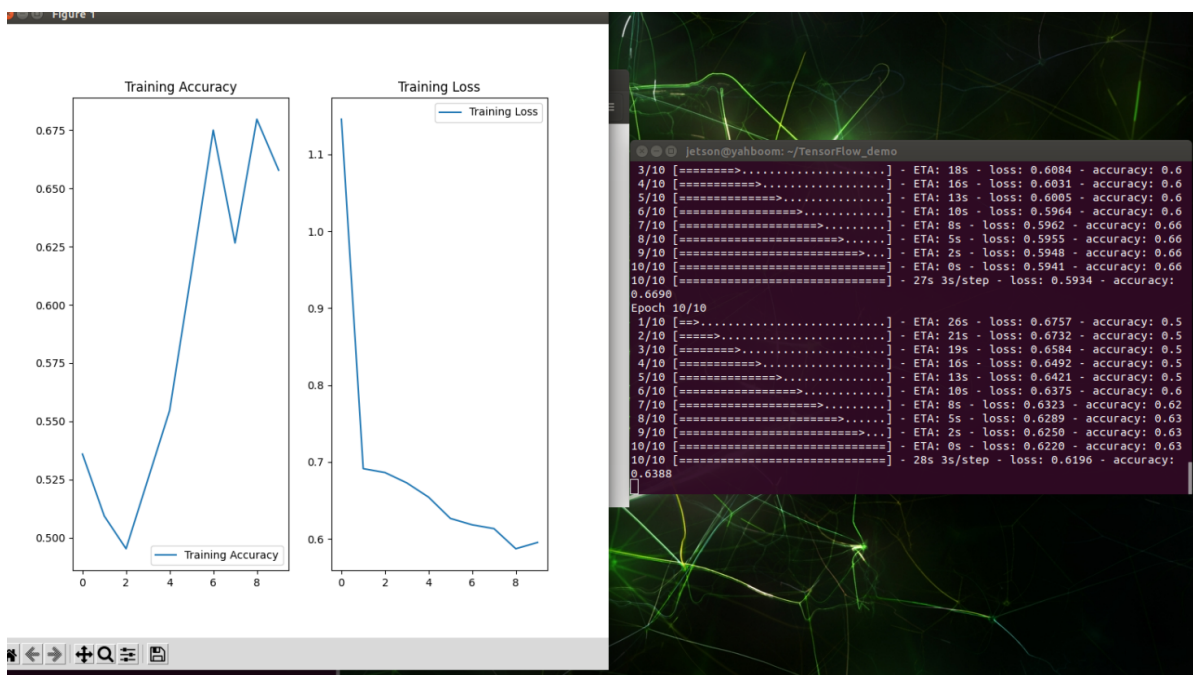 Figure 1
Training Accuracy
0.675
0.650
0.625
0.600
0.575
0.550
0.525
0.500
Training Accuracy
0 2 4 6 8
Training Loss
Training Loss
1.1
1.0
0.9
0.8
0.7
0.6
0 2 4 6 8
jetson@yahboom: ~/TensorFlow_demo
3/10 [========>.....................] - ETA: 18s - loss: 0.6084 - accuracy: 0.6
4/10 [===========>..................] - ETA: 16s - loss: 0.6031 - accuracy: 0.6
5/10 [==============>...............] - ETA: 13s - loss: 0.6005 - accuracy: 0.6
6/10 [=================>............] - ETA: 10s - loss: 0.5964 - accuracy: 0.6
7/10 [====================>.........] - ETA: 8s - loss: 0.5962 - accuracy: 0.66
8/10 [=======================>......] - ETA: 5s - loss: 0.5955 - accuracy: 0.66
9/10 [==========================>...] - ETA: 2s - loss: 0.5948 - accuracy: 0.66
10/10 [==============================] - ETA: 0s - loss: 0.5941 - accuracy: 0.66
10/10 [==============================] - 27s 3s/step - loss: 0.5934 - accuracy:
0.6690
Epoch 10/10
1/10 [==>...........................] - ETA: 26s - loss: 0.6757 - accuracy: 0.5
2/10 [=====>........................] - ETA: 21s - loss: 0.6732 - accuracy: 0.5
3/10 [========>.....................] - ETA: 19s - loss: 0.6584 - accuracy: 0.5
4/10 [===========>..................] - ETA: 16s - loss: 0.6492 - accuracy: 0.5
5/10 [==============>...............] - ETA: 13s - loss: 0.6421 - accuracy: 0.5
6/10 [=================>............] - ETA: 10s - loss: 0.6375 - accuracy: 0.6
7/10 [====================>.........] - ETA: 8s - loss: 0.6323 - accuracy: 0.62
8/10 [=======================>......] - ETA: 5s - loss: 0.6289 - accuracy: 0.63
9/10 [==========================>...] - ETA: 2s - loss: 0.6250 - accuracy: 0.63
10/10 [==============================] - ETA: 0s - loss: 0.6220 - accuracy: 0.63
10/10 [==============================] - 28s 3s/step - loss: 0.6196 - accuracy:
0.6388